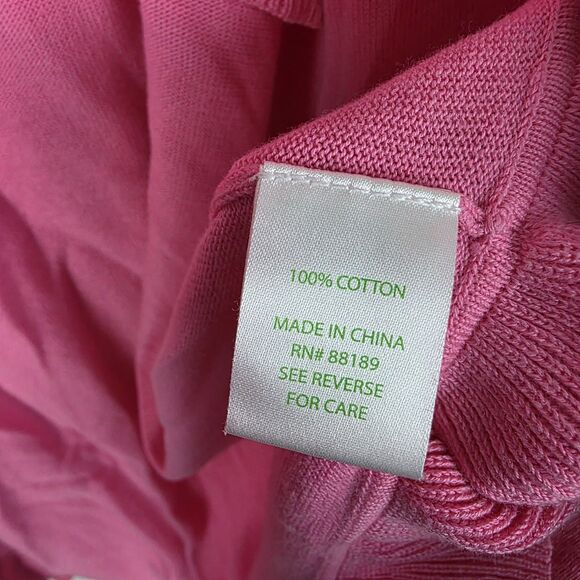 100% COTTON
MADE IN CHINA
RN# 88189
SEE REVERSE
FOR CARE